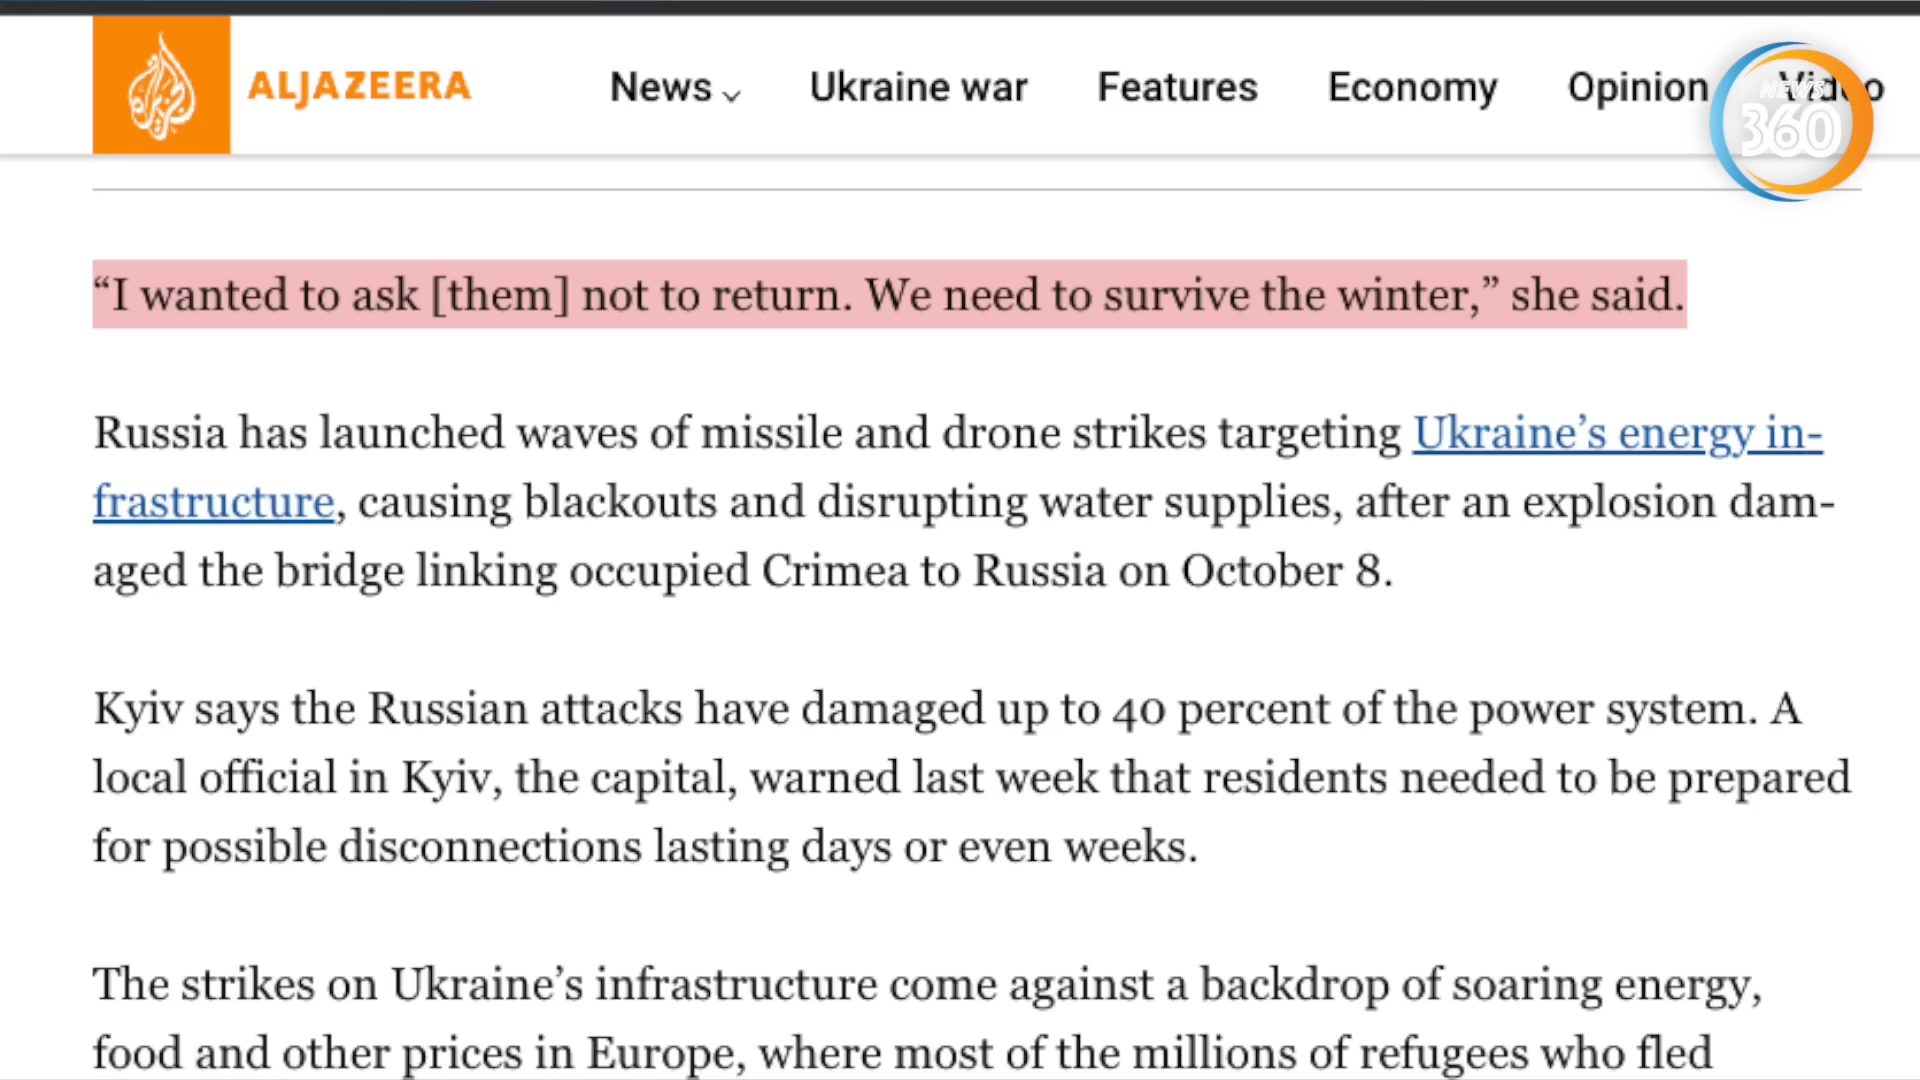 ALJAZEERA
News
Ukraine war
Features
Economy
Opinion
Video
NEWS
360
“I wanted to ask [them] not to return. We need to survive the winter,” she said.
Russia has launched waves of missile and drone strikes targeting Ukraine’s energy in-
frastructure, causing blackouts and disrupting water supplies, after an explosion dam-
aged the bridge linking occupied Crimea to Russia on October 8.
Kyiv says the Russian attacks have damaged up to 40 percent of the power system. A
local official in Kyiv, the capital, warned last week that residents needed to be prepared
for possible disconnections lasting days or even weeks.
The strikes on Ukraine’s infrastructure come against a backdrop of soaring energy,
food and other prices in Europe, where most of the millions of refugees who fled